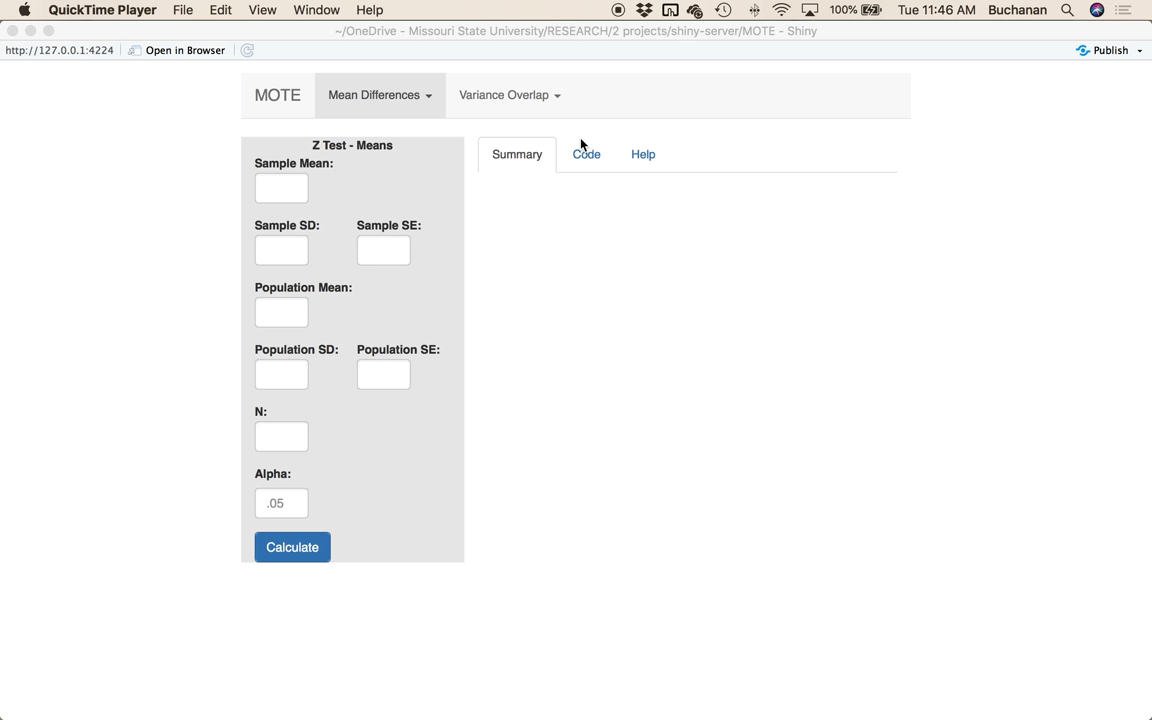 QuickTime Player File Edit View Window Help 100% Tue 11:46 AM Buchanan
~/OneDrive - Missouri State University/RESEARCH/2 projects/shiny-server/MOTE - Shiny
http://127.0.0.1:4224 Open in Browser Publish
MOTE Mean Differences Variance Overlap
Z Test - Means
Summary Code Help
Sample Mean:
Sample SD: Sample SE:
Population Mean:
Population SD: Population SE:
N:
Alpha:
.05
Calculate